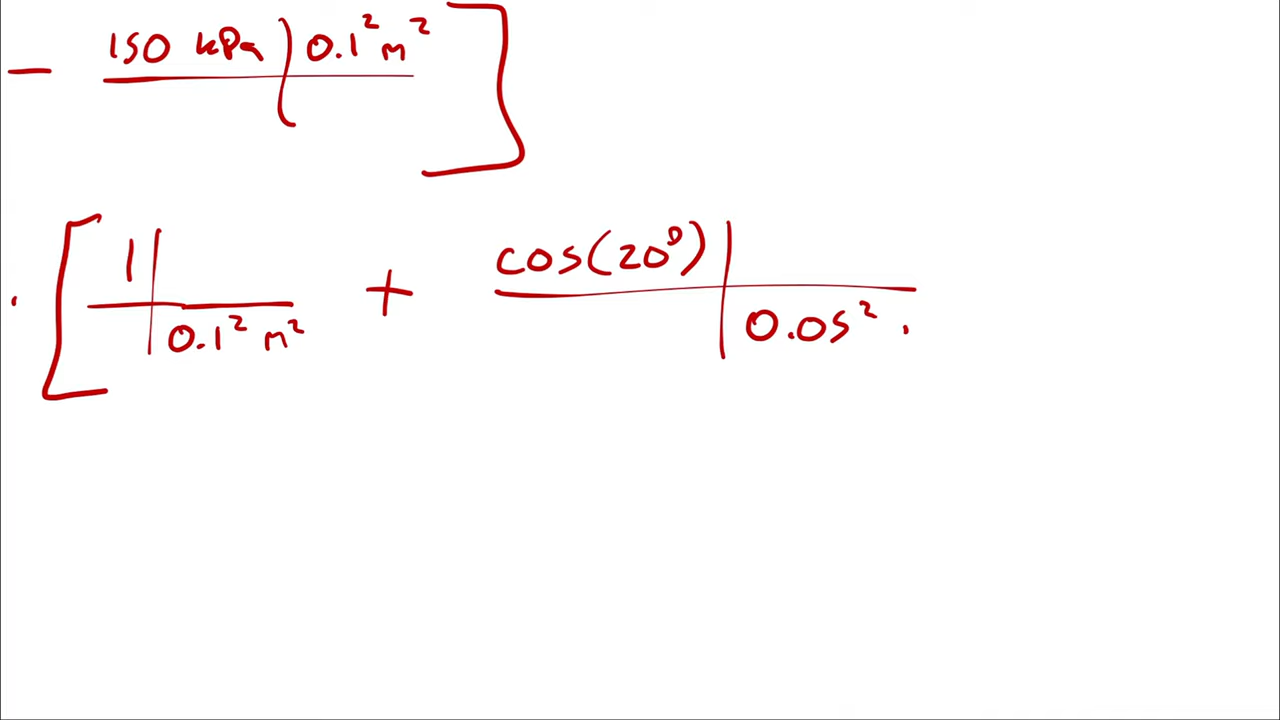 - 150 kPa | 0.1² m² ]
· [ 1 | + cos(20°) |
0.1² m² 0.05² .